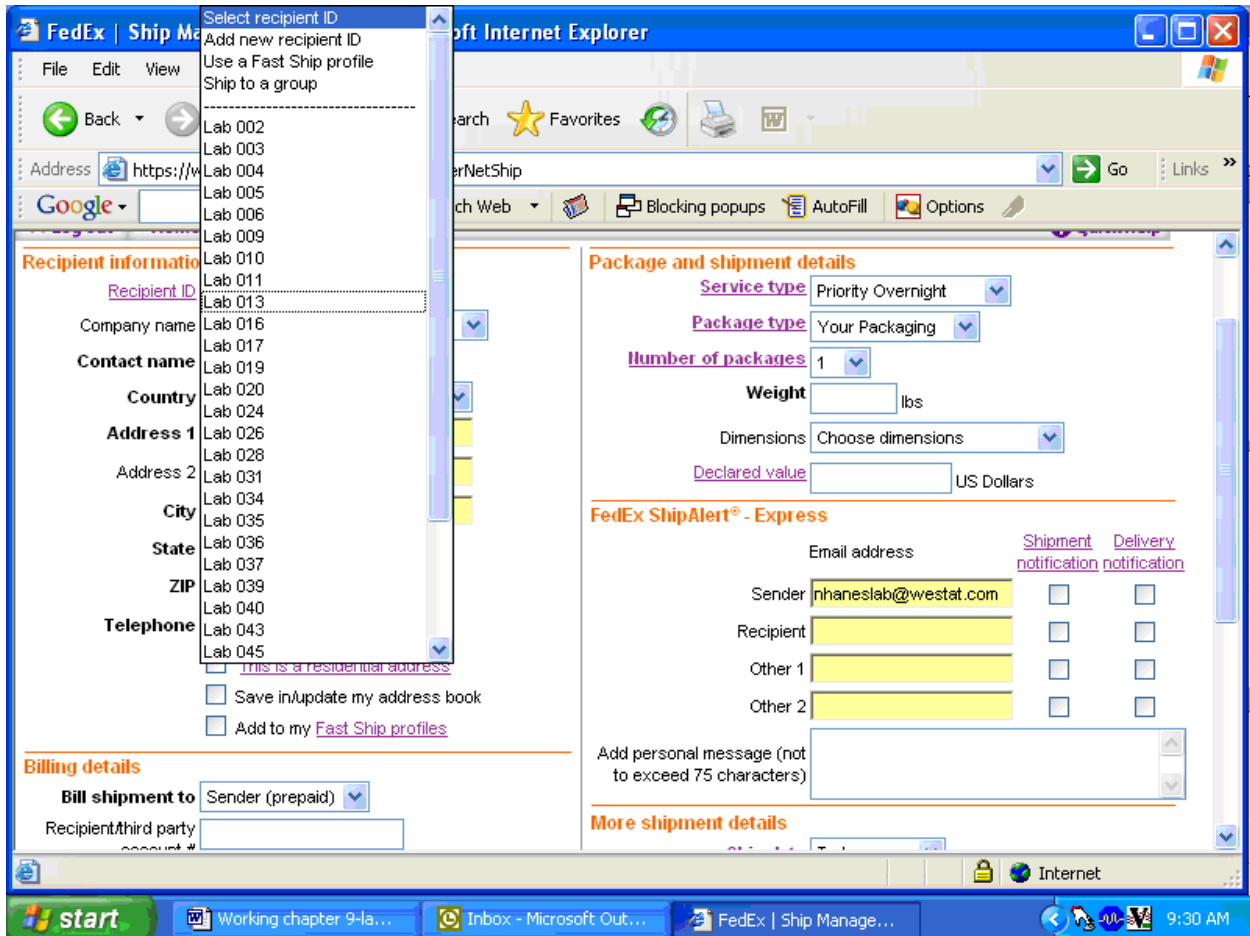 FedEx | Ship Ma
oft Internet Explorer
File Edit View
Back
earch Favorites
Address https://w
erNetShip
Go Links »
Google
ch Web Blocking popups AutoFill Options
Select recipient ID
Add new recipient ID
Use a Fast Ship profile
Ship to a group
--------------------------------
Lab 002
Lab 003
Lab 004
Lab 005
Lab 006
Lab 009
Lab 010
Lab 011
Lab 013
Lab 016
Lab 017
Lab 019
Lab 020
Lab 024
Lab 026
Lab 028
Lab 031
Lab 034
Lab 035
Lab 036
Lab 037
Lab 039
Lab 040
Lab 043
Lab 045
Recipient informatio
Recipient ID
Company name
Contact name
Country
Address 1
Address 2
City
State
ZIP
Telephone
This is a residential address
Save in/update my address book
Add to my Fast Ship profiles
Billing details
Bill shipment to Sender (prepaid)
Recipient/third party
account #
Package and shipment details
Service type Priority Overnight
Package type Your Packaging
Number of packages 1
Weight lbs
Dimensions Choose dimensions
Declared value US Dollars
FedEx ShipAlert® - Express
Email address Shipment notification Delivery notification
Sender nhaneslab@westat.com
Recipient
Other 1
Other 2
Add personal message (not
to exceed 75 characters)
More shipment details
Internet
start Working chapter 9-la... Inbox - Microsoft Out... FedEx | Ship Manage... 9:30 AM